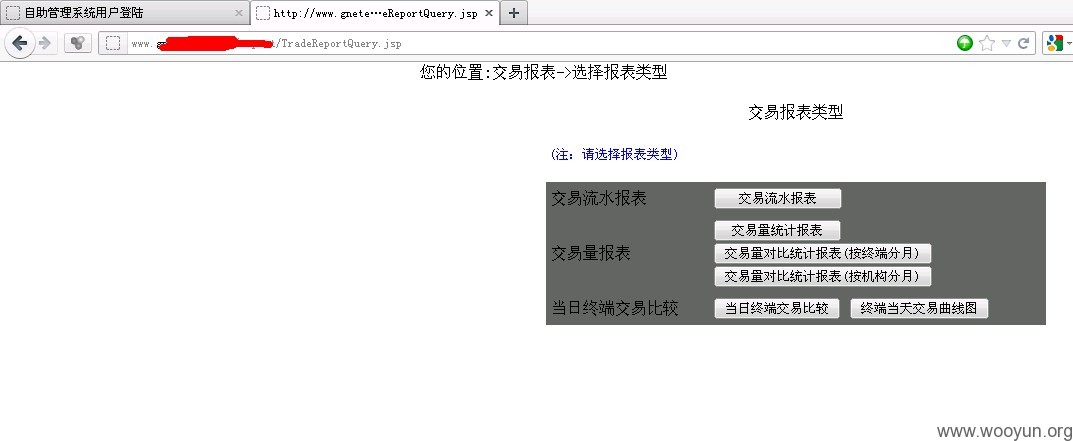 自助管理系统用户登陆
http://www.gnete…eReportQuery.jsp
www.
/TradeReportQuery.jsp
您的位置:交易报表->选择报表类型
交易报表类型
(注: 请选择报表类型)
交易流水报表 交易流水报表
交易量统计报表
交易量报表 交易量对比统计报表(按终端分月)
交易量对比统计报表(按机构分月)
当日终端交易比较 当日终端交易比较 终端当天交易曲线图
www.wooyun.org